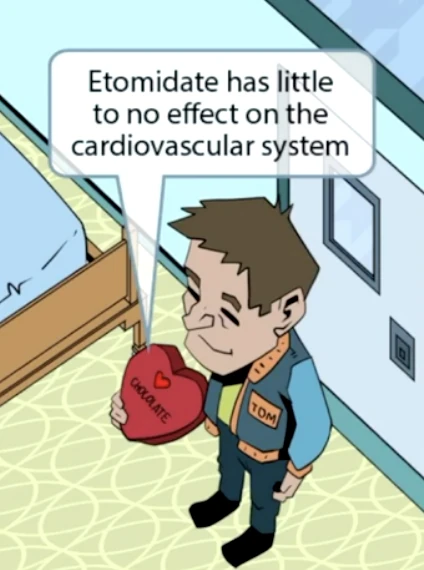 Etomidate has little
to no effect on the
cardiovascular system
CHOCOLATE
TOM